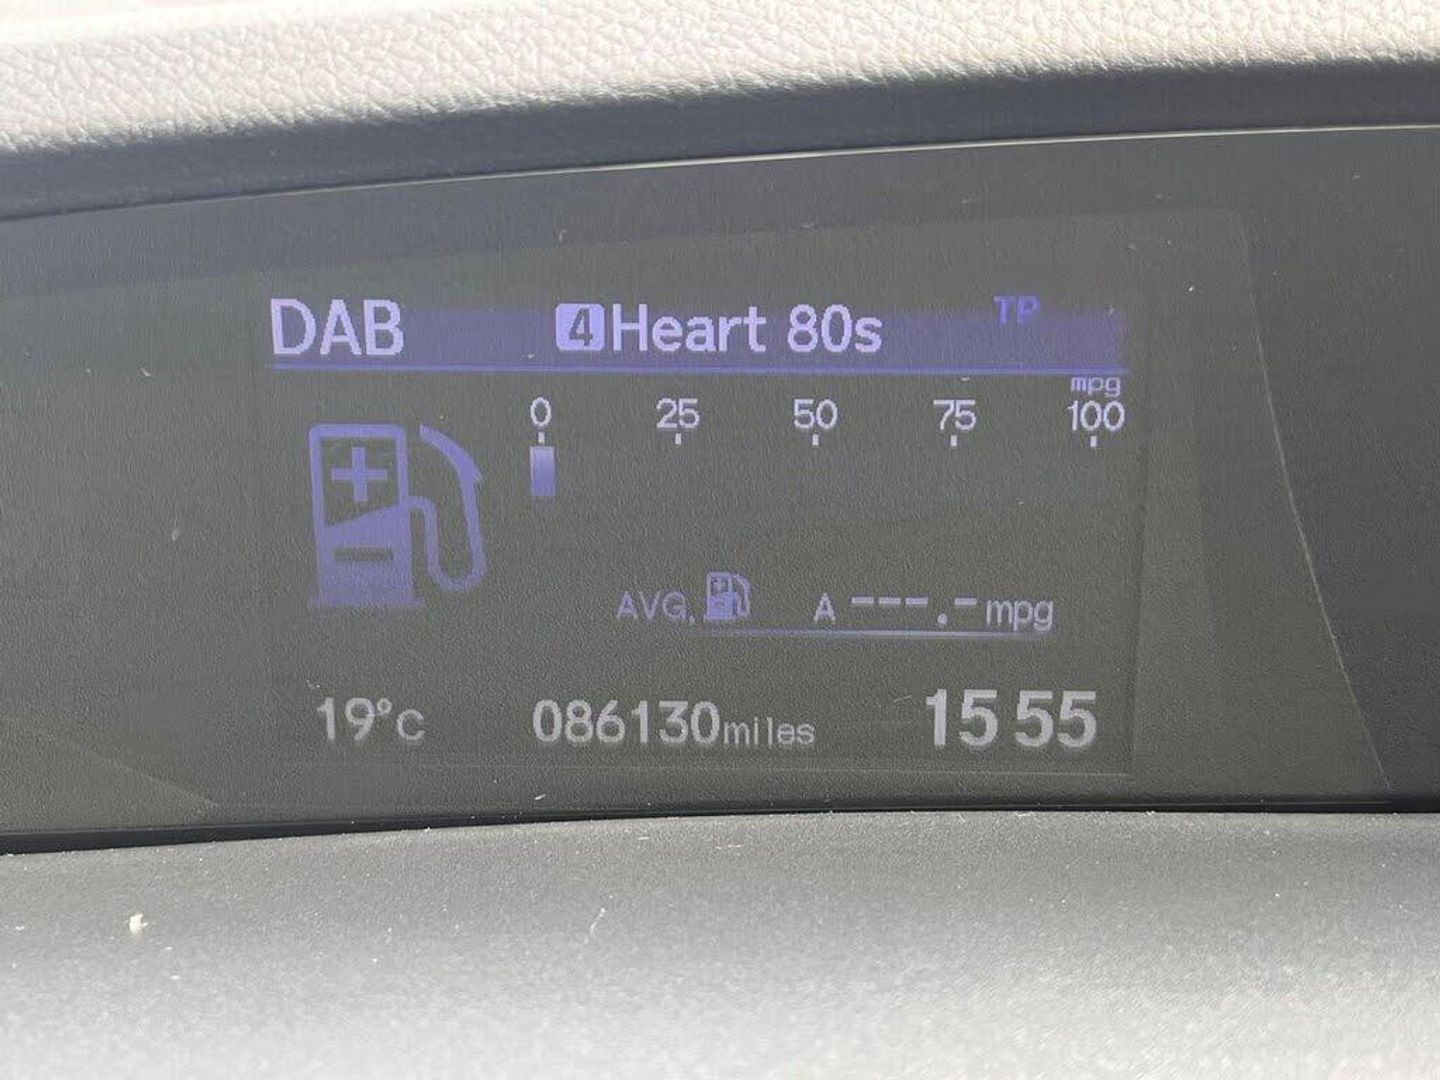 DAB 4 Heart 80s TP
mpg
0 25 50 75 100
AVG. A ---.- mpg
19°C 086130 miles 15 55